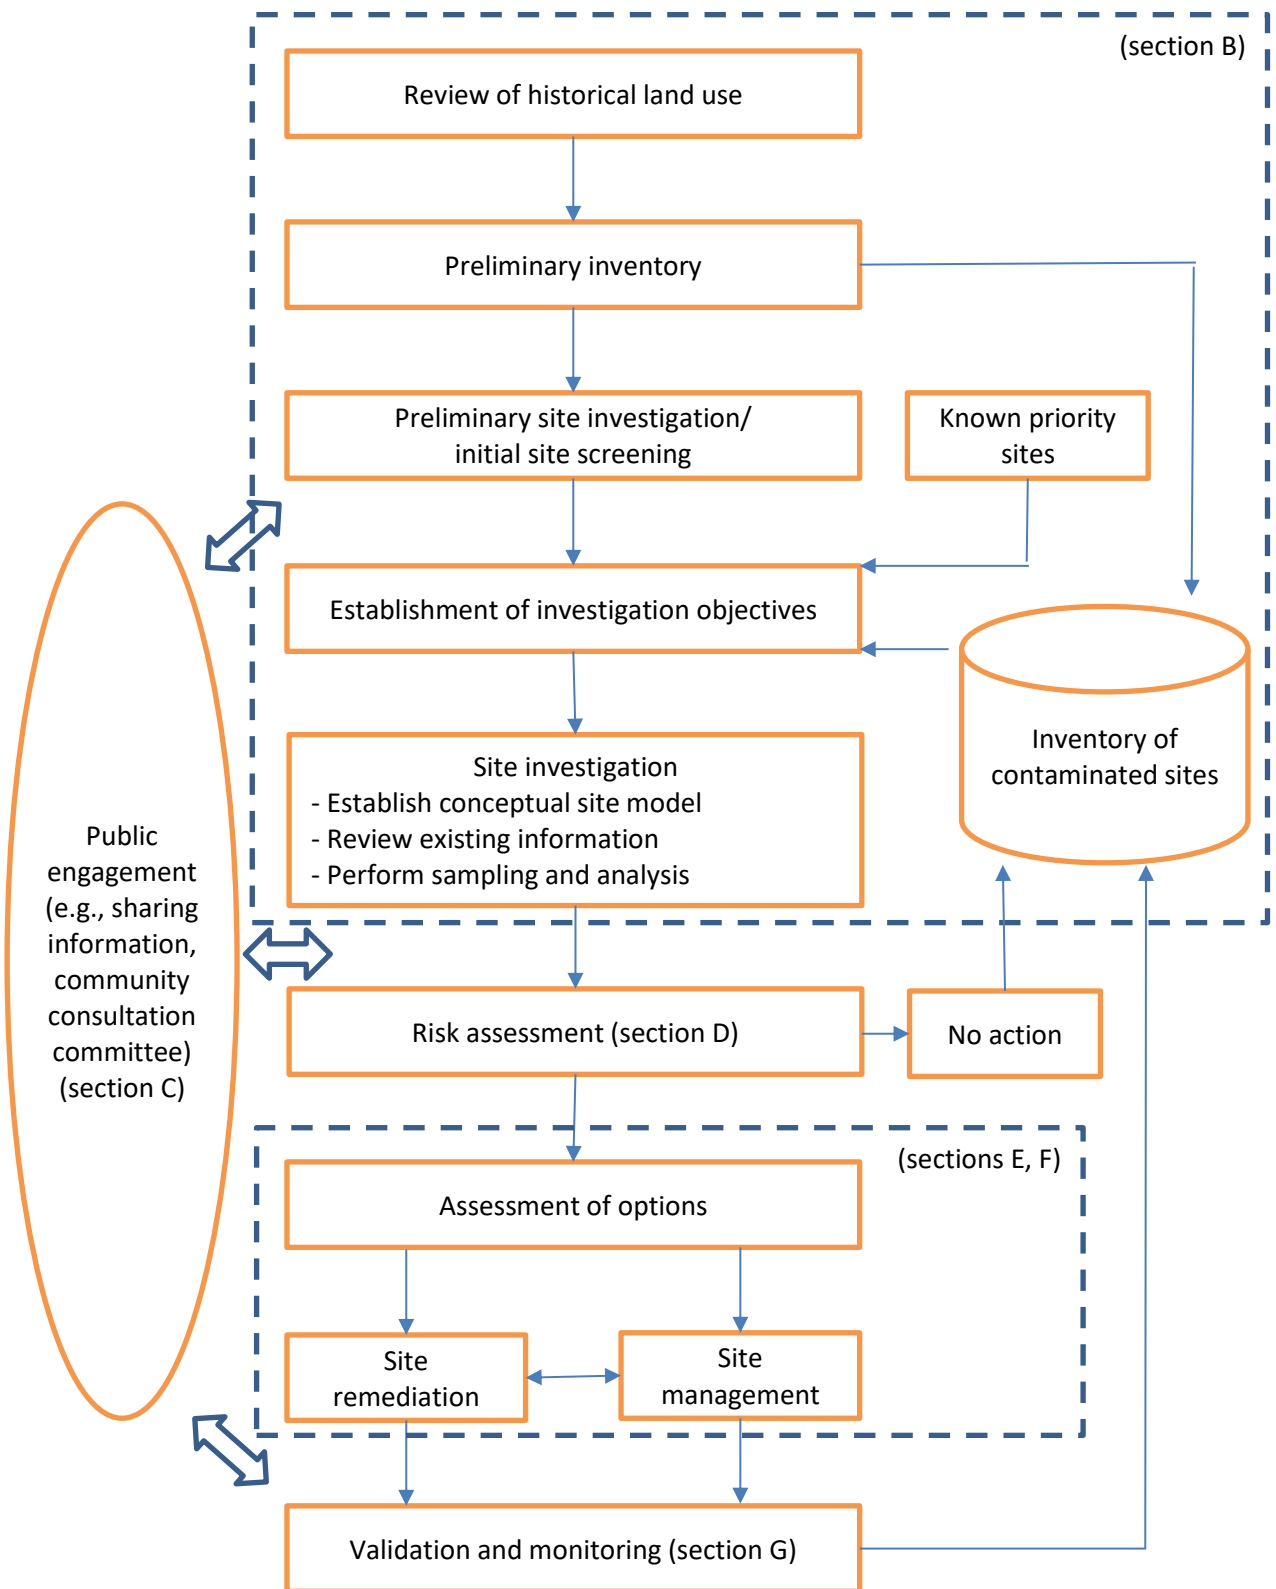 (section B)
Review of historical land use
Preliminary inventory
Preliminary site investigation/
initial site screening
Known priority
sites
Establishment of investigation objectives
Inventory of
contaminated sites
Site investigation
- Establish conceptual site model
- Review existing information
- Perform sampling and analysis
Public
engagement
(e.g., sharing
information,
community
consultation
committee)
(section C)
Risk assessment (section D)
No action
(sections E, F)
Assessment of options
Site
remediation
Site
management
Validation and monitoring (section G)